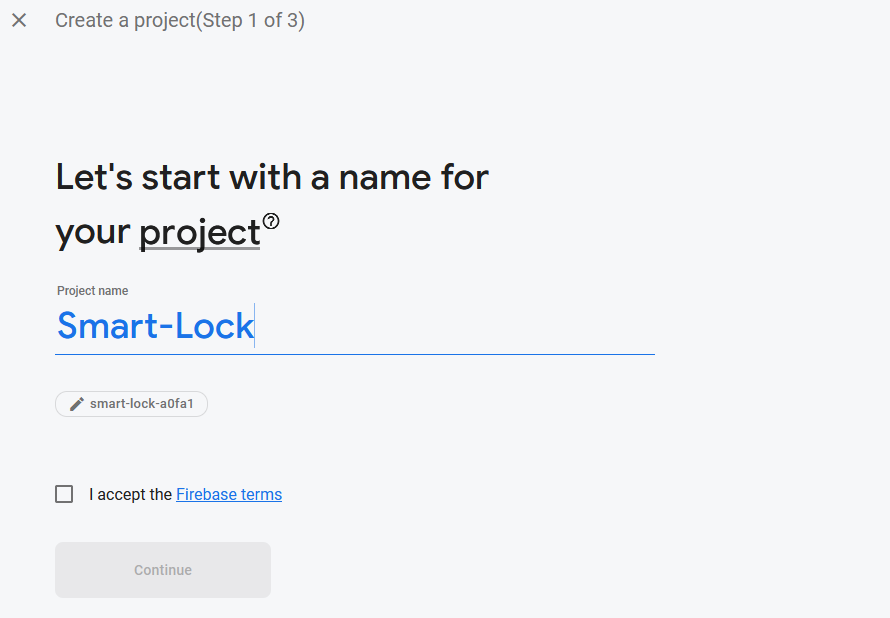 Create a project(Step 1 of 3)
Let's start with a name for
your project
Project name
Smart-Lock
smart-lock-a0fa1
I accept the Firebase terms
Continue